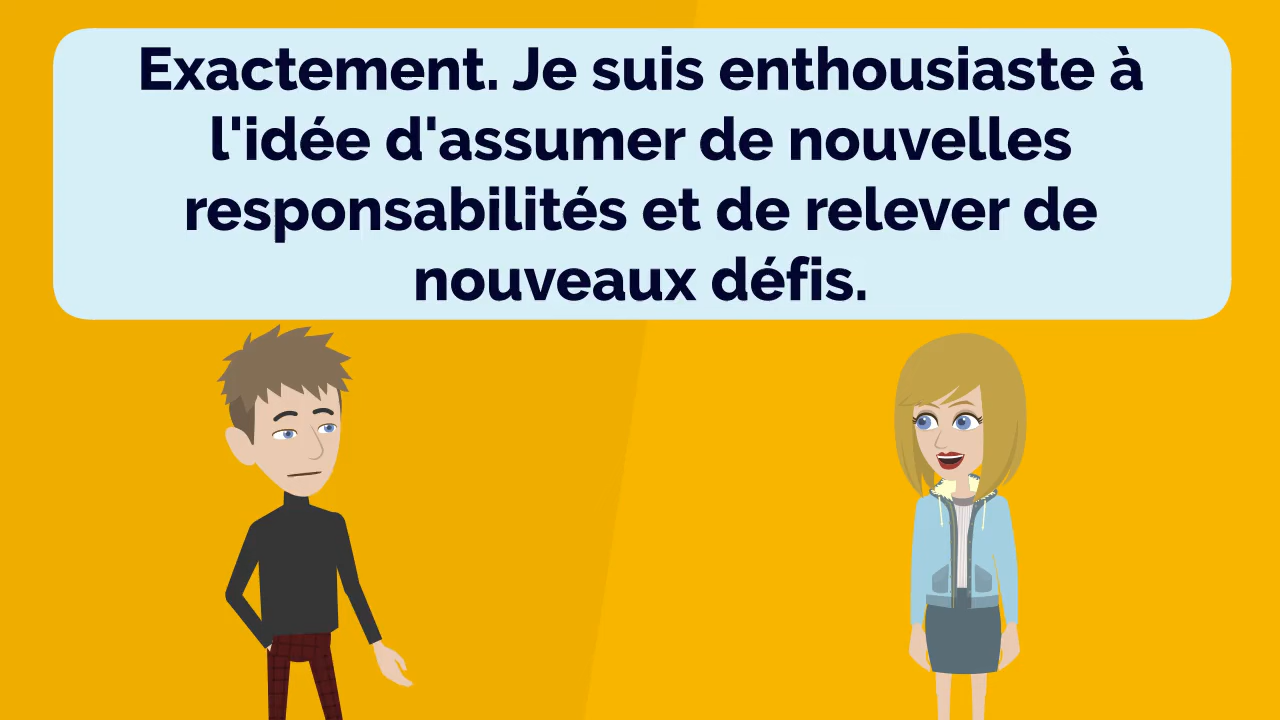 Exactement. Je suis enthousiaste à
l'idée d'assumer de nouvelles
responsabilités et de relever de
nouveaux défis.